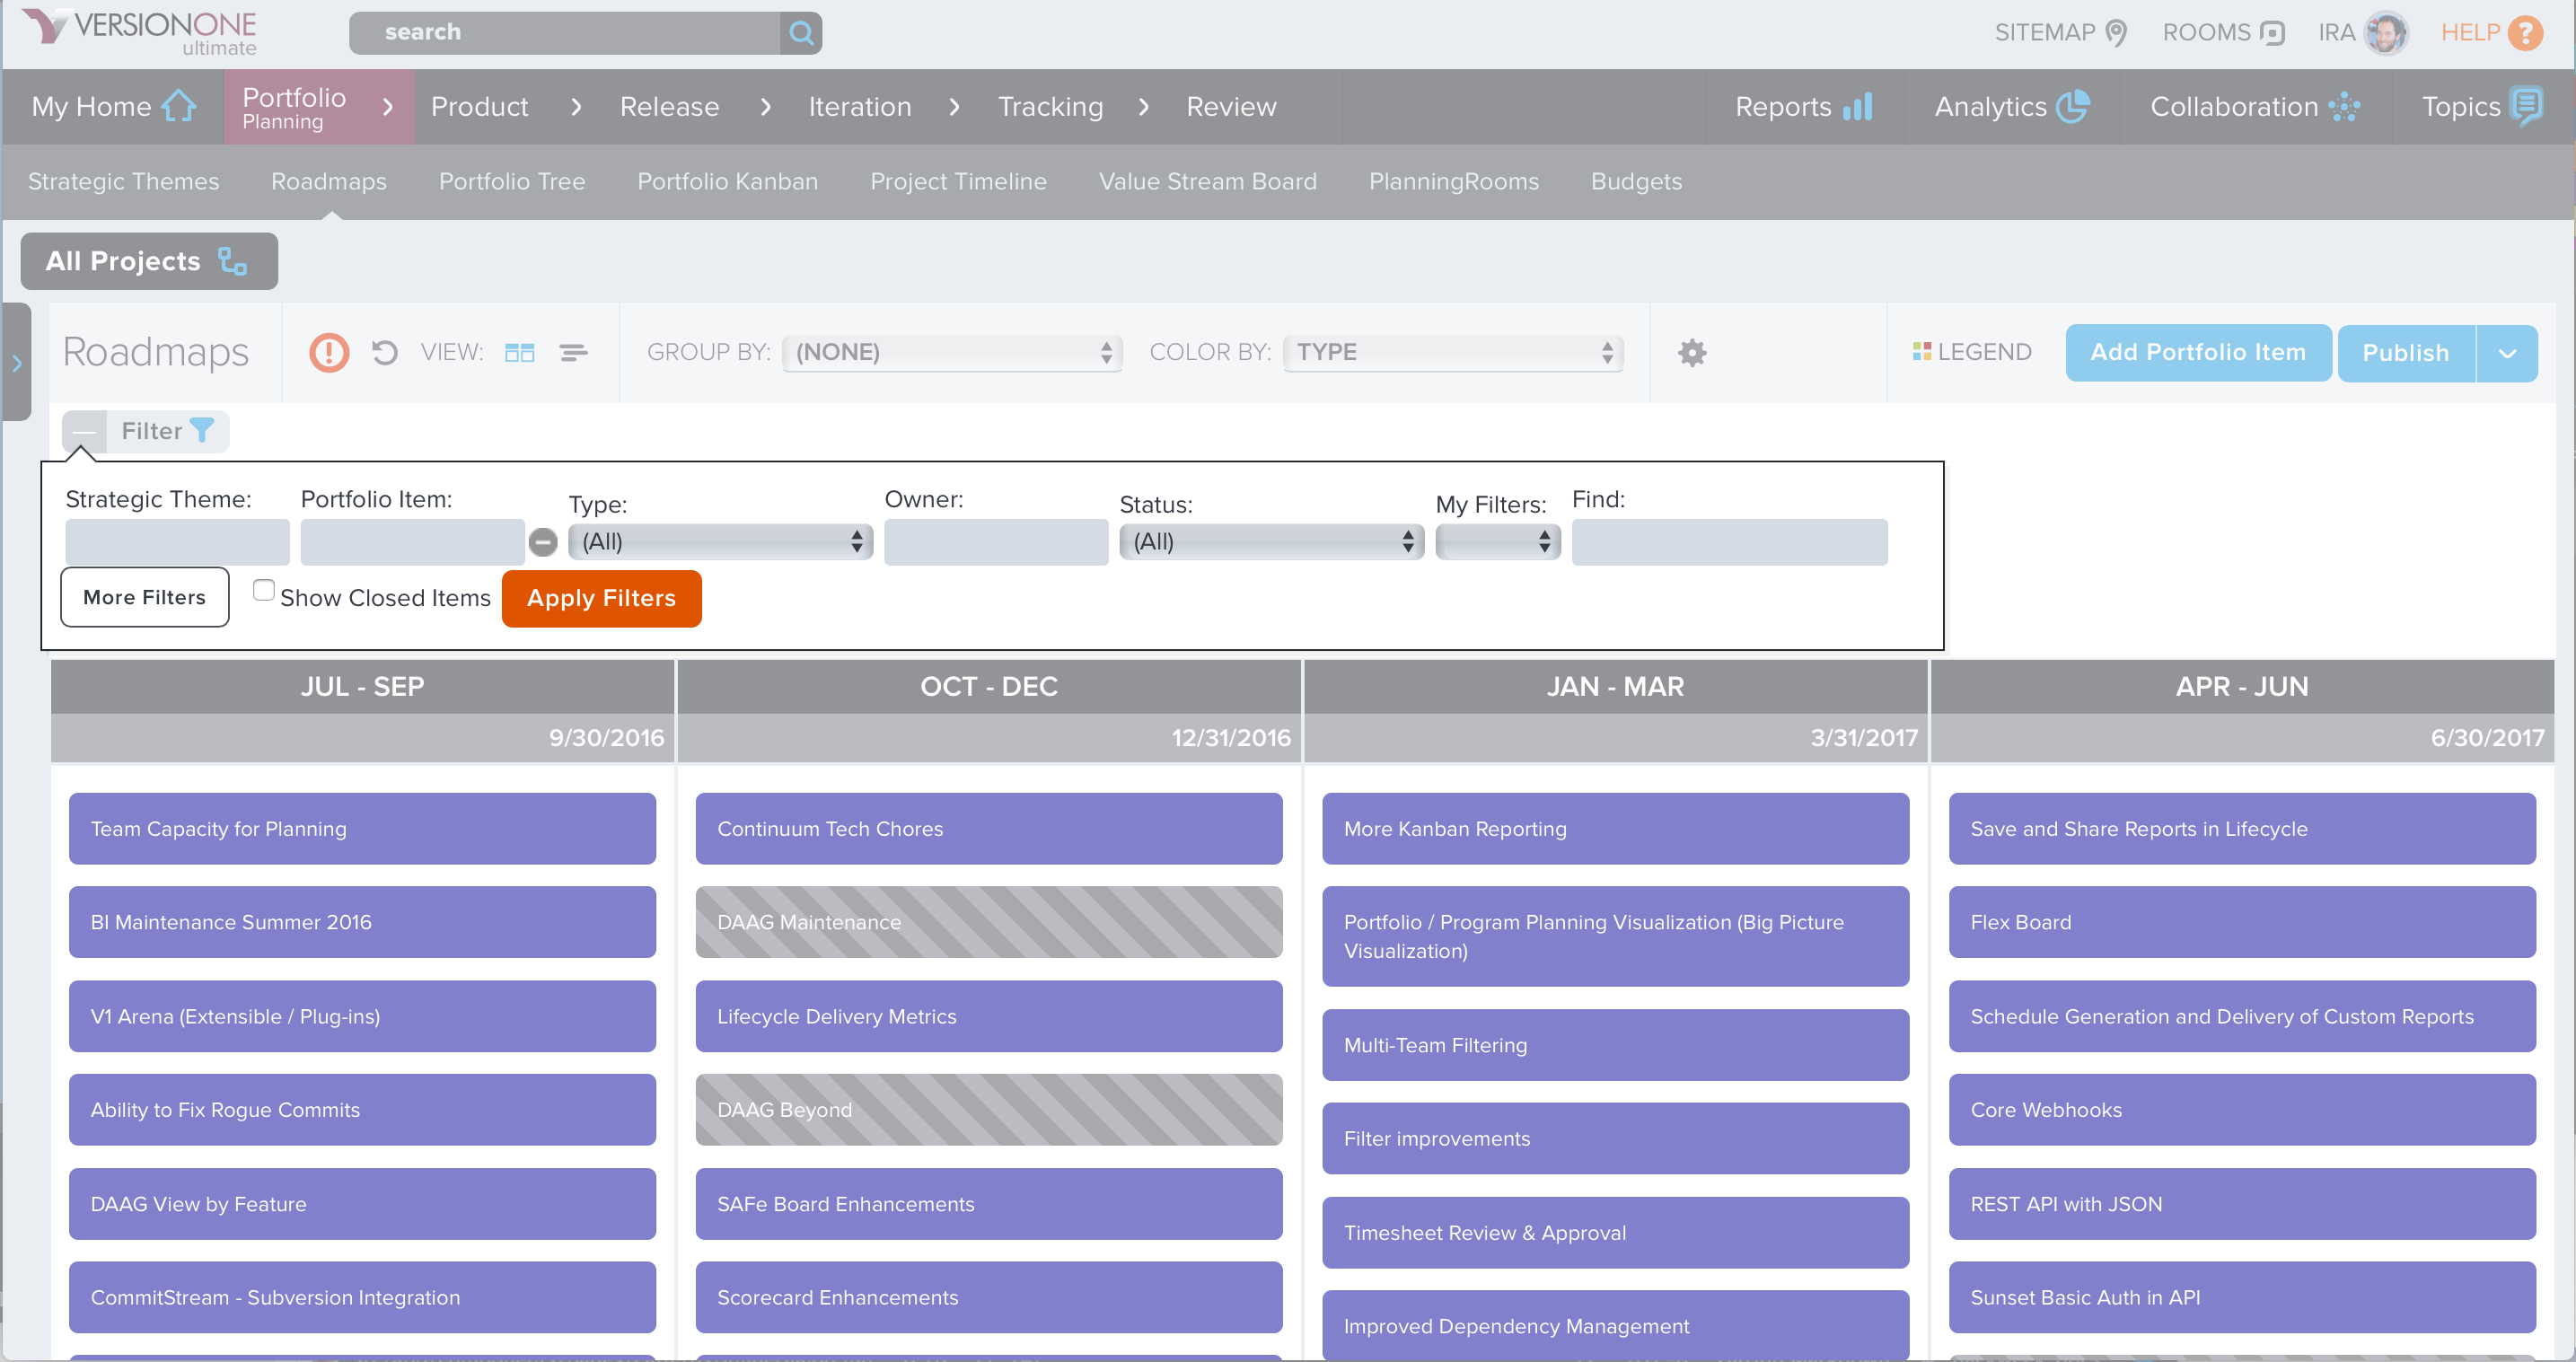 VERSIONONE
ultimate
search
SITEMAP
ROOMS
IRA
HELP ?
My Home
Portfolio
Planning
Product
Release
Iteration
Tracking
Review
Reports
Analytics
Collaboration
Topics
Strategic Themes
Roadmaps
Portfolio Tree
Portfolio Kanban
Project Timeline
Value Stream Board
PlanningRooms
Budgets
All Projects
Roadmaps
VIEW:
GROUP BY: (NONE)
COLOR BY: TYPE
LEGEND
Add Portfolio Item
Publish
Filter
Strategic Theme:
Portfolio Item:
Type:
(All)
Owner:
Status:
(All)
My Filters:
Find:
More Filters
Show Closed Items
Apply Filters
JUL - SEP
9/30/2016
Team Capacity for Planning
BI Maintenance Summer 2016
V1 Arena (Extensible / Plug-ins)
Ability to Fix Rogue Commits
DAAG View by Feature
CommitStream - Subversion Integration
OCT - DEC
12/31/2016
Continuum Tech Chores
DAAG Maintenance
Lifecycle Delivery Metrics
DAAG Beyond
SAFe Board Enhancements
Scorecard Enhancements
JAN - MAR
3/31/2017
More Kanban Reporting
Portfolio / Program Planning Visualization (Big Picture
Visualization)
Multi-Team Filtering
Filter improvements
Timesheet Review & Approval
Improved Dependency Management
APR - JUN
6/30/2017
Save and Share Reports in Lifecycle
Flex Board
Schedule Generation and Delivery of Custom Reports
Core Webhooks
REST API with JSON
Sunset Basic Auth in API